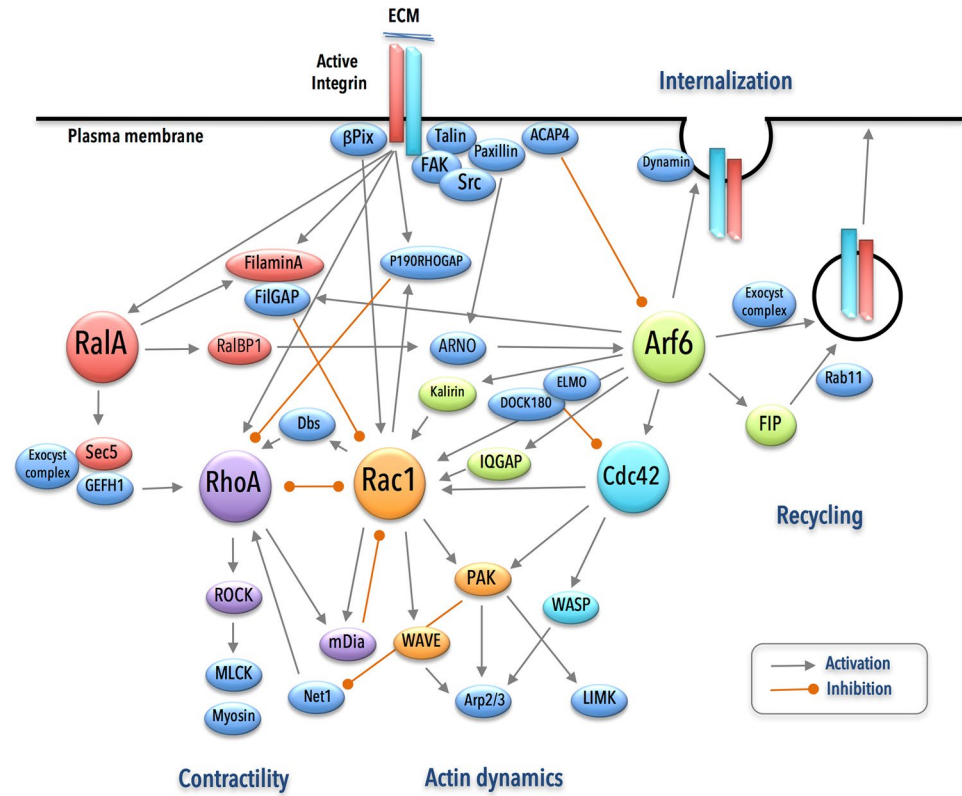 ECM
Active
Integrin
Internalization
Plasma membrane
βPix
Talin
FAK
Paxillin
Src
ACAP4
Dynamin
FilaminA
FilGAP
P190RHOGAP
Exocyst
complex
RalA
RalBP1
ARNO
Arf6
Kalirin
ELMO
DOCK180
Rab11
FIP
Dbs
Exocyst
complex
Sec5
GEFH1
RhoA
Rac1
IQGAP
Cdc42
Recycling
ROCK
PAK
WASP
mDia
WAVE
MLCK
Myosin
Net1
Arp2/3
LIMK
Activation
Inhibition
Contractility
Actin dynamics